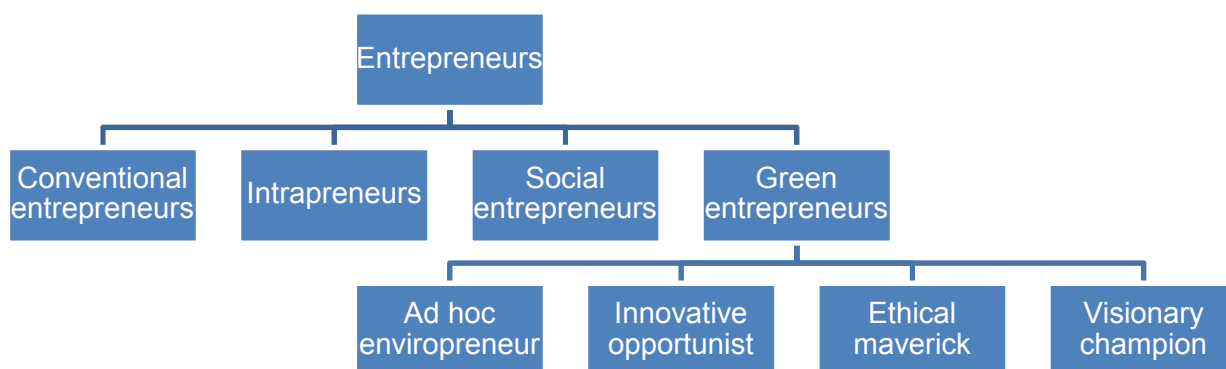 Entrepreneurs
Conventional
entrepreneurs
Intrapreneurs
Social
entrepreneurs
Green
entrepreneurs
Ad hoc
enviropreneur
Innovative
opportunist
Ethical
maverick
Visionary
champion